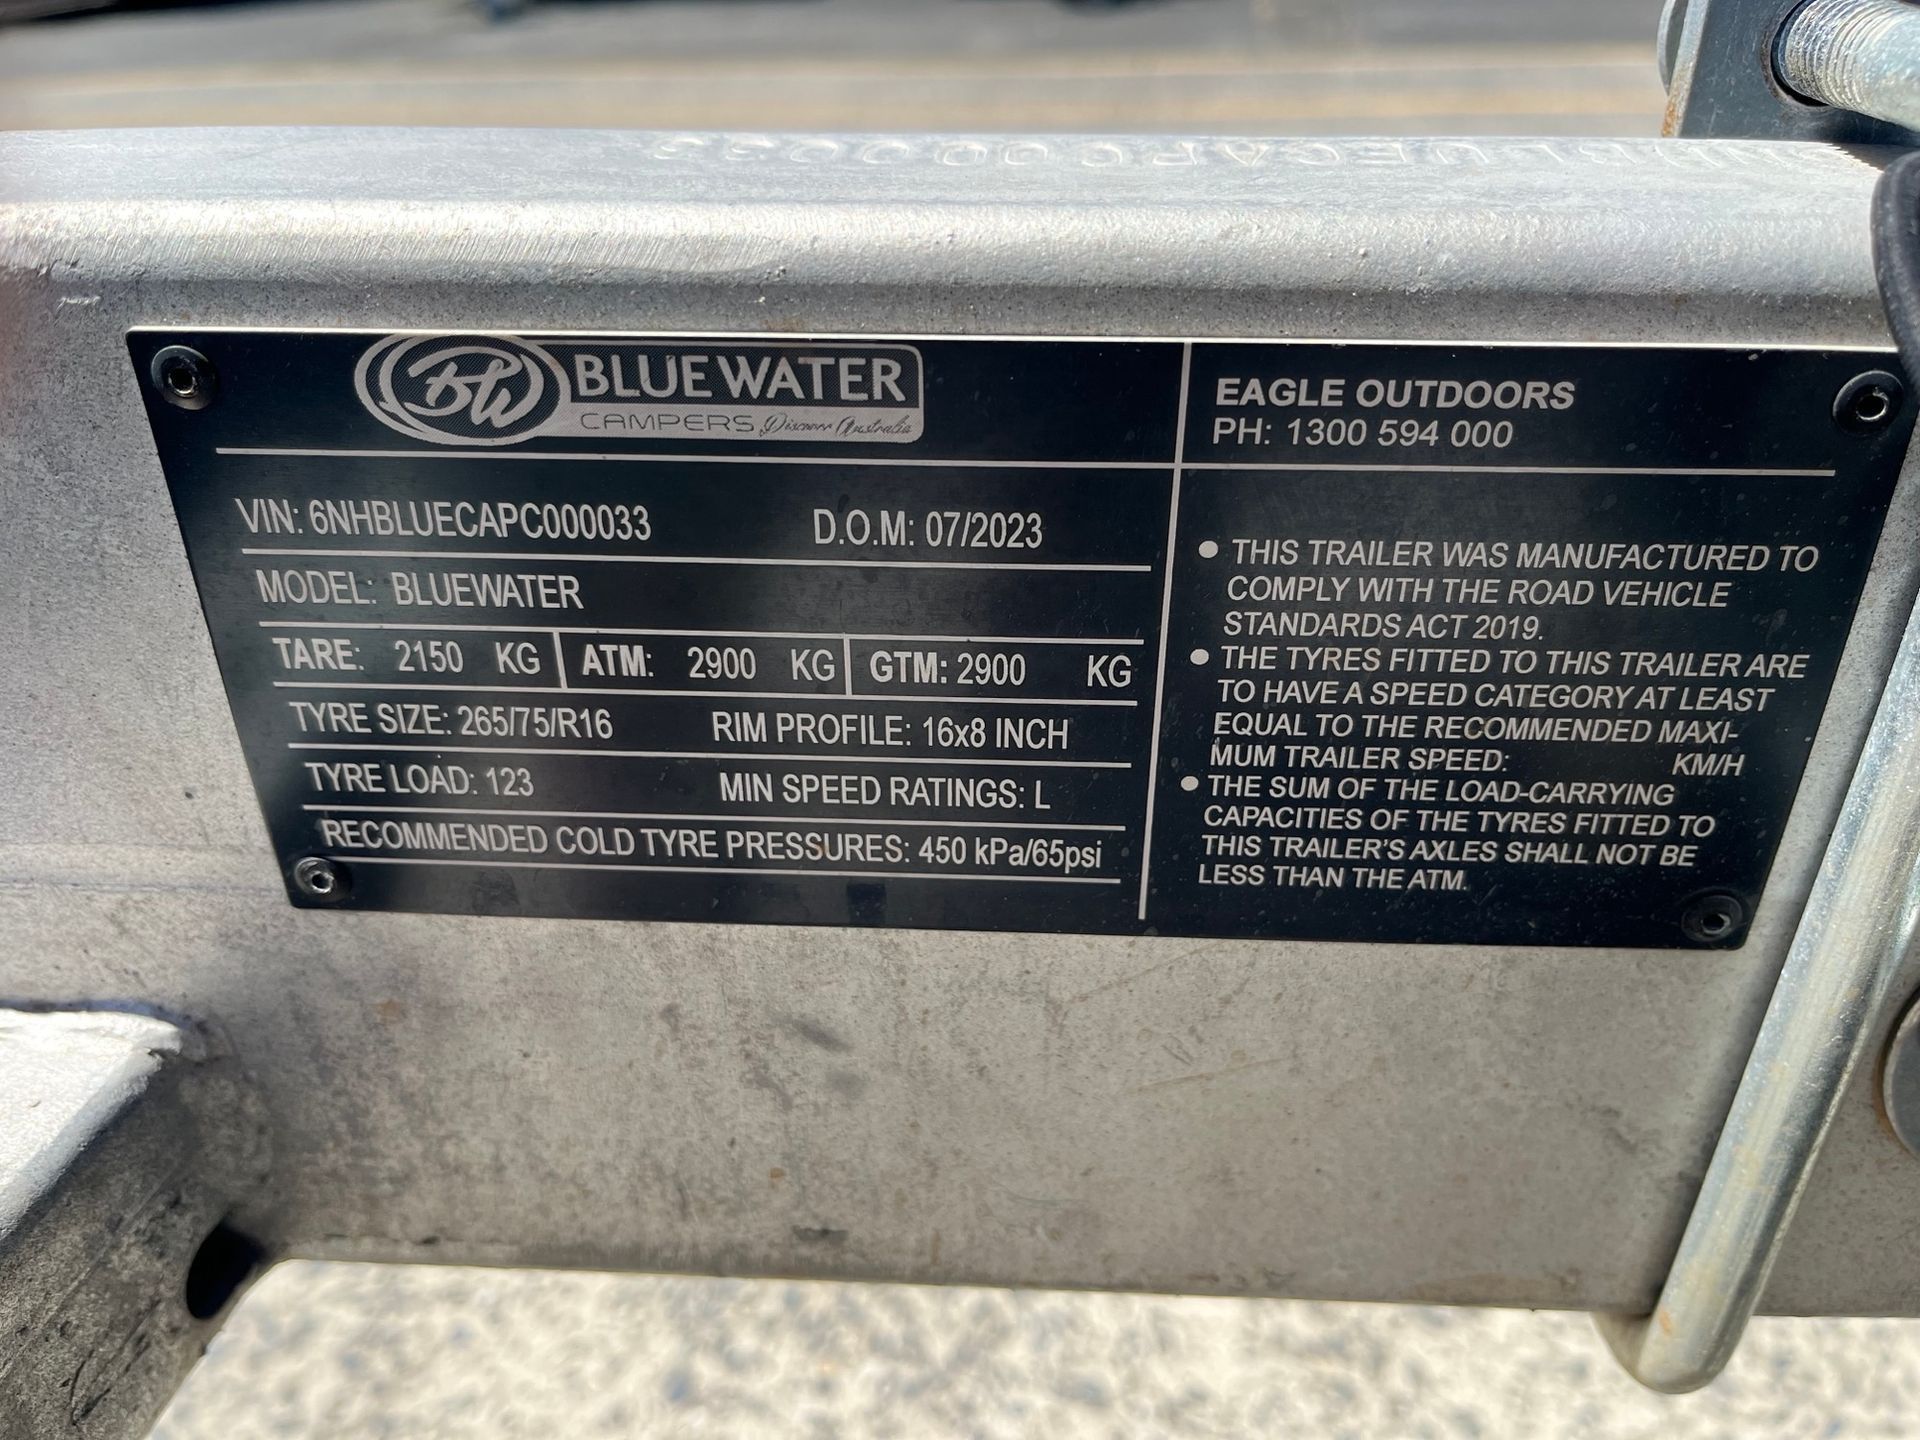 BLUECAPC000033
BW BLUEWATER
CAMPERS Discover Australia
EAGLE OUTDOORS
PH: 1300 594 000
VIN: 6NHBLUECAPC000033 D.O.M: 07/2023
MODEL: BLUEWATER
TARE: 2150 KG ATM: 2900 KG GTM: 2900 KG
TYRE SIZE: 265/75/R16 RIM PROFILE: 16x8 INCH
TYRE LOAD: 123 MIN SPEED RATINGS: L
RECOMMENDED COLD TYRE PRESSURES: 450 kPa/65psi
• THIS TRAILER WAS MANUFACTURED TO
COMPLY WITH THE ROAD VEHICLE
STANDARDS ACT 2019.
• THE TYRES FITTED TO THIS TRAILER ARE
TO HAVE A SPEED CATEGORY AT LEAST
EQUAL TO THE RECOMMENDED MAXI-
MUM TRAILER SPEED: KM/H
• THE SUM OF THE LOAD-CARRYING
CAPACITIES OF THE TYRES FITTED TO
THIS TRAILER'S AXLES SHALL NOT BE
LESS THAN THE ATM.